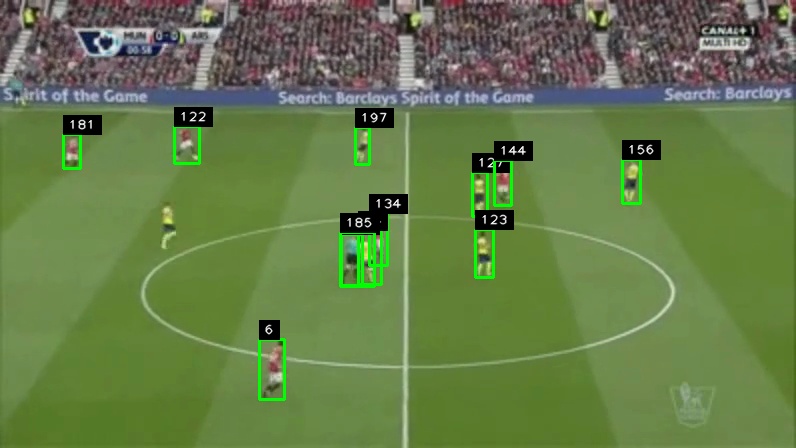 MUN 0-0 ARS
00:58
CANAL+ 1
MULTI HD
Spirit of the Game
Search: Barclays Spirit of the Game
Search: Barclays
181
122
197
144
156
134
185
123
6